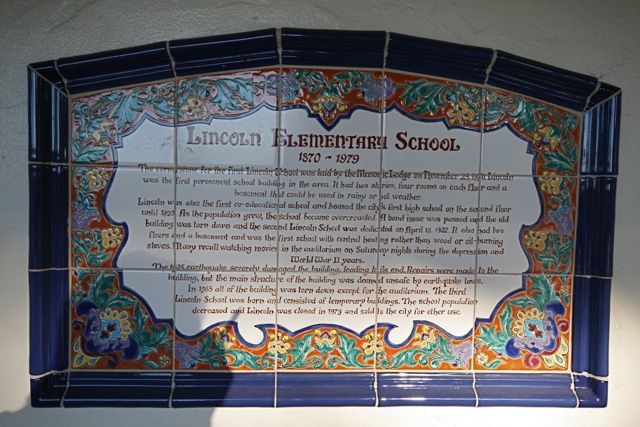 Lincoln Elementary School
1870 - 1979
The cornerstone for the first Lincoln School was laid by the Masonic Lodge on November 23, Lincoln
was the first permanent school building in the area. It had two stories, four rooms on each floor and a
basement that could be used in rainy or hot weather.
Lincoln was also the first co-educational school and housed the city's first high school on the second floor
until 1890. As the population grew, the school became overcrowded. A bond issue was passed and the old
building was torn down and the second Lincoln School was dedicated on April 18, 1922. It also had two
floors and a basement and was the first school with central heating rather than wood or oil-burning
stoves. Many recall watching movies in the auditorium on Saturday nights during the depression and
World War II years.
The earthquake severely damaged the building, leading to its end. Repairs were made to the
building, but the main structure of the building was deemed unsafe by earthquake laws.
In 1965 all of the building was torn down except for the auditorium. The third
Lincoln School was born and consisted of temporary buildings. The school population
decreased and Lincoln was closed in 1979 and sold to the city for other use.